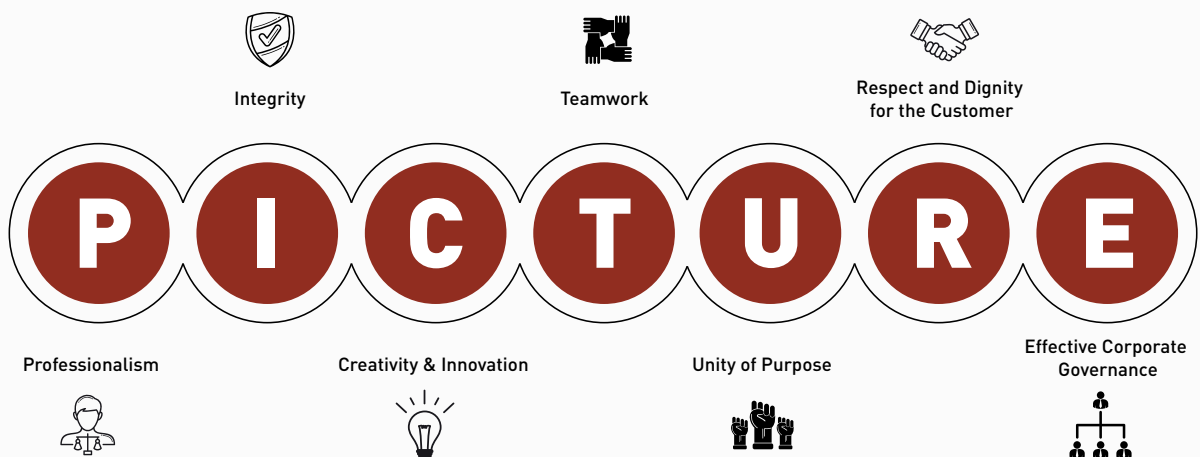 Integrity
Teamwork
Respect and Dignity
for the Customer
P I C T U R E
Professionalism
Creativity & Innovation
Unity of Purpose
Effective Corporate
Governance